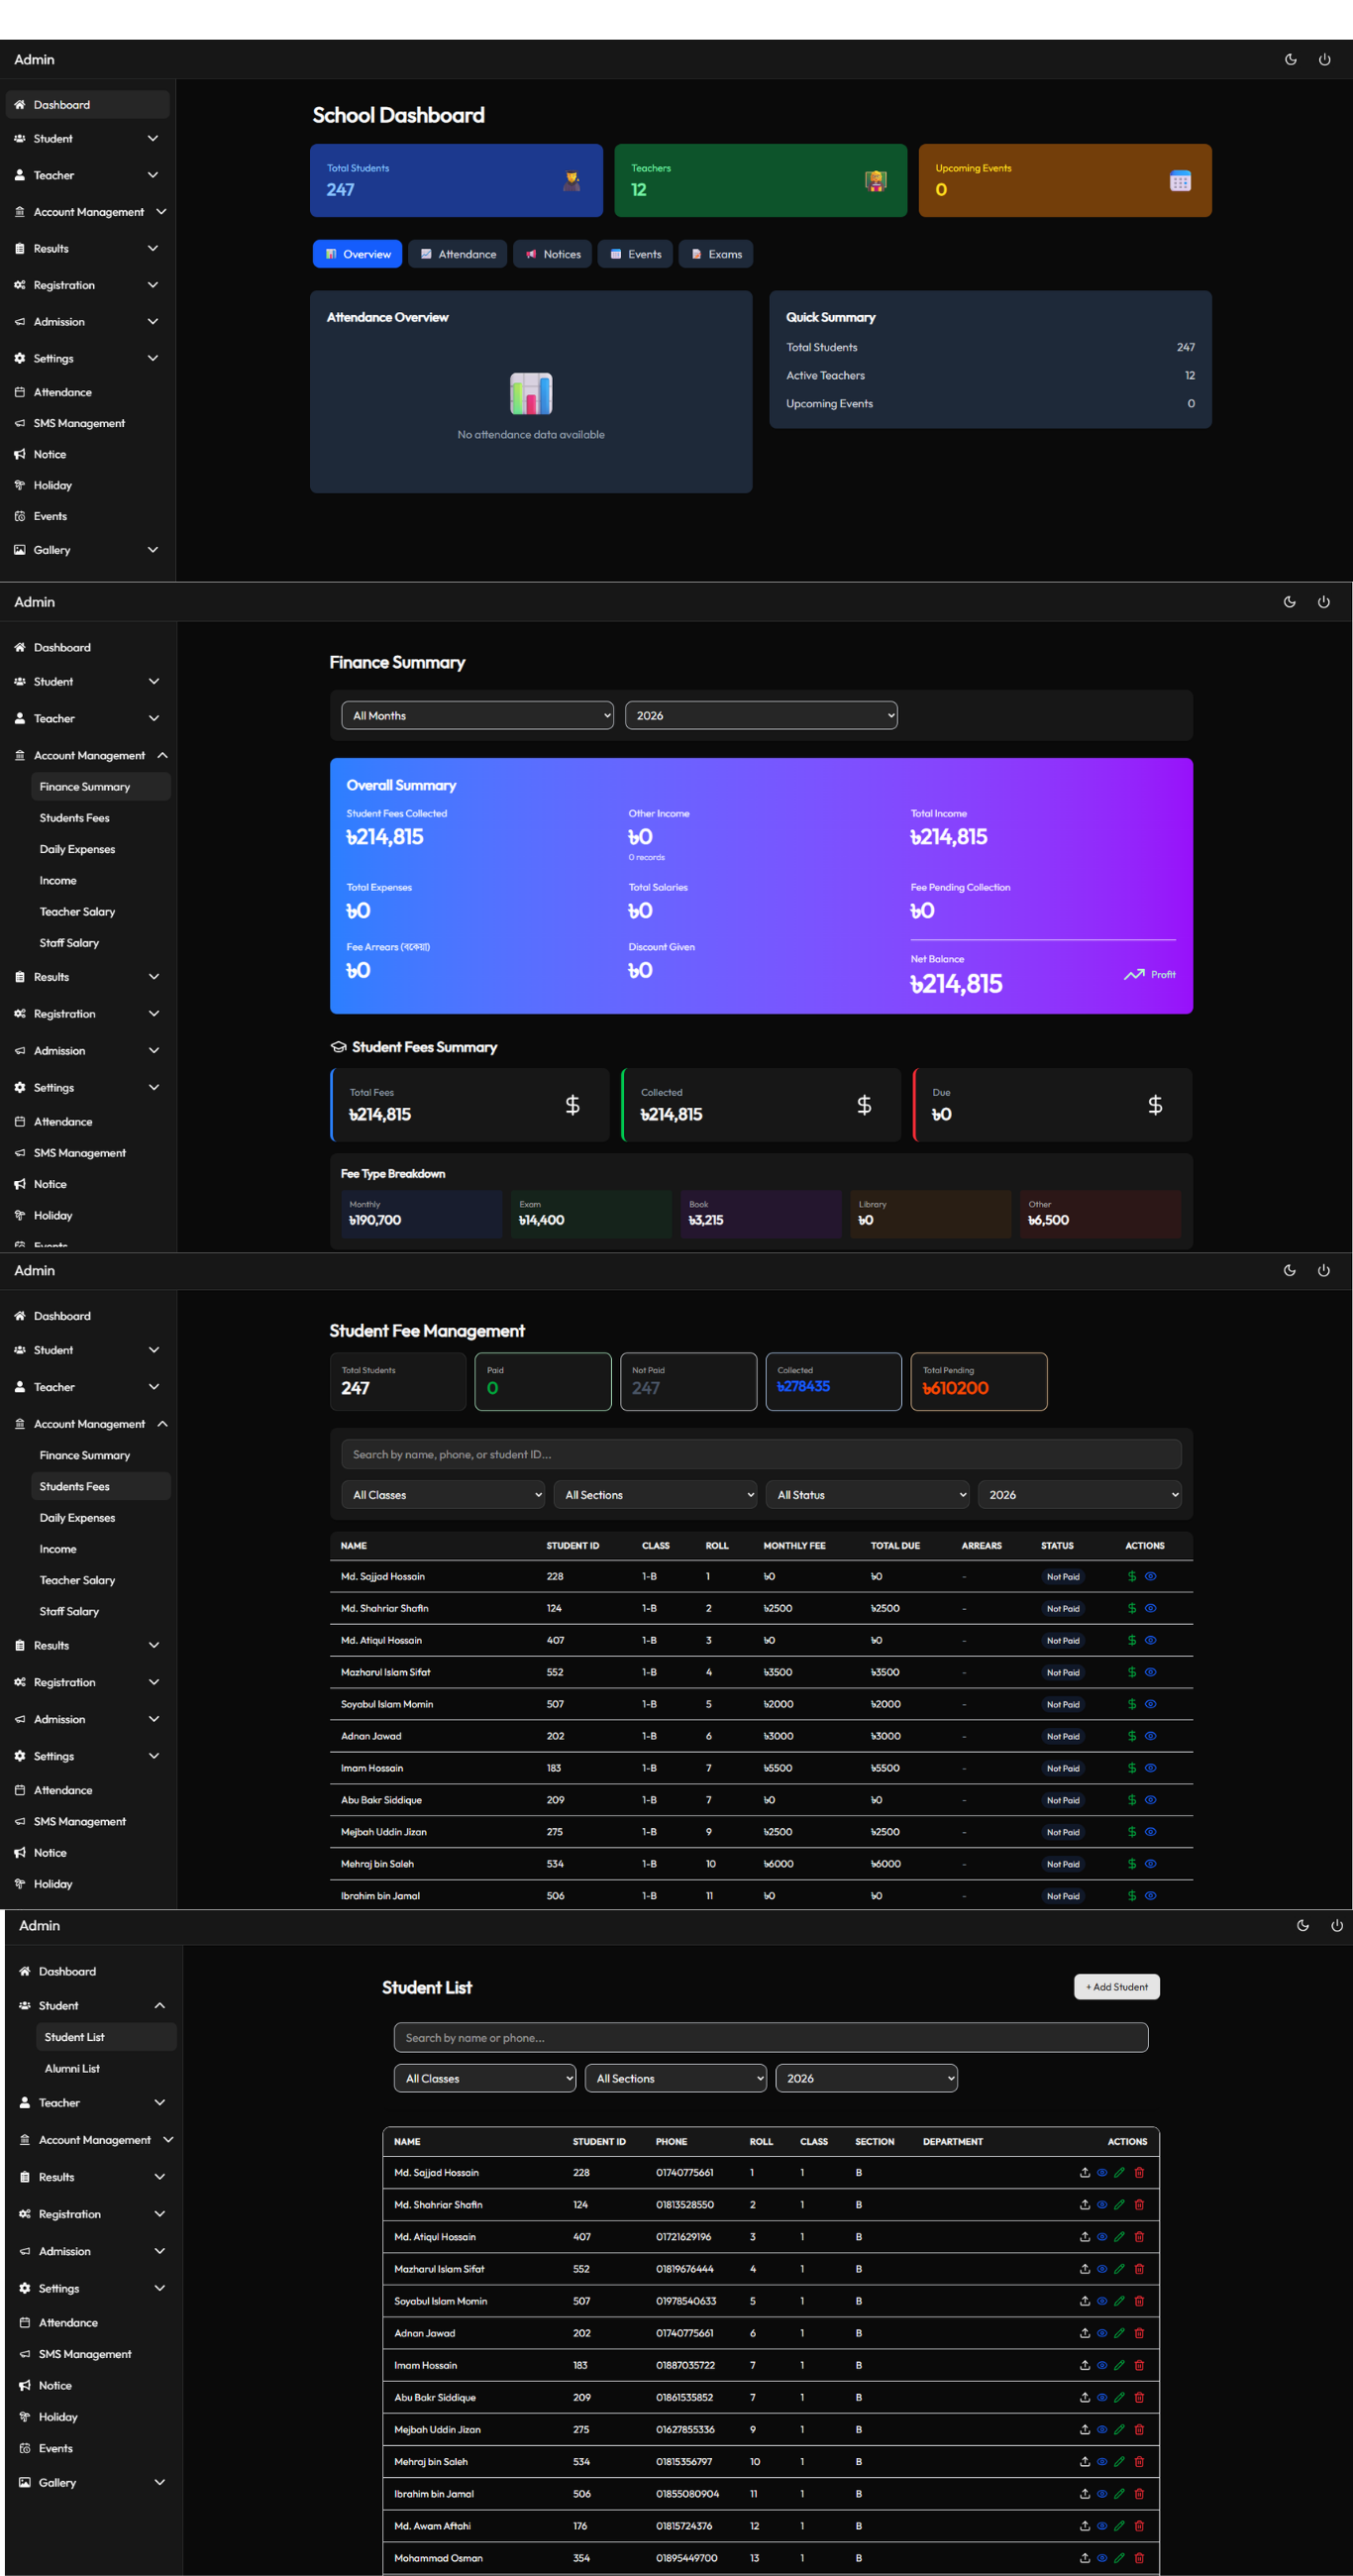 Admin
Dashboard
Student
Teacher
Account Management
Results
Registration
Admission
Settings
Attendance
SMS Management
Notice
Holiday
Events
Gallery
School Dashboard
Total Students
247
Teachers
12
Upcoming Events
0
Overview Attendance Notices Events Exams
Attendance Overview
No attendance data available
Quick Summary
Total Students 247
Active Teachers 12
Upcoming Events 0
Admin
Dashboard
Student
Teacher
Account Management
Finance Summary
Students Fees
Daily Expenses
Income
Teacher Salary
Staff Salary
Results
Registration
Admission
Settings
Attendance
SMS Management
Notice
Holiday
Events
Finance Summary
All Months 2026
Overall Summary
Student Fees Collected
৳214,815
Other Income
৳0
0 records
Total Income
৳214,815
Total Expenses
৳0
Total Salaries
৳0
Fee Pending Collection
৳0
Fee Arrears (বকেয়া)
৳0
Discount Given
৳0
Net Balance
৳214,815
Profit
Student Fees Summary
Total Fees
৳214,815
Collected
৳214,815
Due
৳0
Fee Type Breakdown
Monthly
৳190,700
Exam
৳14,400
Book
৳3,215
Library
৳0
Other
৳6,500
Admin
Dashboard
Student
Teacher
Account Management
Finance Summary
Students Fees
Daily Expenses
Income
Teacher Salary
Staff Salary
Results
Registration
Admission
Settings
Attendance
SMS Management
Notice
Holiday
Student Fee Management
Total Students
247
Paid
0
Not Paid
247
Collected
৳278435
Total Pending
৳610200
Search by name, phone, or student ID...
All Classes All Sections All Status 2026
NAME STUDENT ID CLASS ROLL MONTHLY FEE TOTAL DUE ARREARS STATUS ACTIONS
Md. Sajjad Hossain 228 1-B 1 ৳0 ৳0 - Not Paid
Md. Shahriar Shafin 124 1-B 2 ৳2500 ৳2500 - Not Paid
Md. Atiqul Hossain 407 1-B 3 ৳0 ৳0 - Not Paid
Mazharul Islam Sifat 552 1-B 4 ৳3500 ৳3500 - Not Paid
Soyabul Islam Momin 507 1-B 5 ৳2000 ৳2000 - Not Paid
Adnan Jawad 202 1-B 6 ৳3000 ৳3000 - Not Paid
Imam Hossain 183 1-B 7 ৳5500 ৳5500 - Not Paid
Abu Bakr Siddique 209 1-B 7 ৳0 ৳0 - Not Paid
Mejbah Uddin Jizan 275 1-B 9 ৳2500 ৳2500 - Not Paid
Mehraj bin Saleh 534 1-B 10 ৳6000 ৳6000 - Not Paid
Ibrahim bin Jamal 506 1-B 11 ৳0 ৳0 - Not Paid
Admin
Dashboard
Student
Student List
Alumni List
Teacher
Account Management
Results
Registration
Admission
Settings
Attendance
SMS Management
Notice
Holiday
Events
Gallery
Student List
+ Add Student
Search by name or phone...
All Classes All Sections 2026
NAME STUDENT ID PHONE ROLL CLASS SECTION DEPARTMENT ACTIONS
Md. Sajjad Hossain 228 01740775661 1 1 B
Md. Shahriar Shafin 124 01813528550 2 1 B
Md. Atiqul Hossain 407 01721629196 3 1 B
Mazharul Islam Sifat 552 01819676444 4 1 B
Soyabul Islam Momin 507 01978540633 5 1 B
Adnan Jawad 202 01740775661 6 1 B
Imam Hossain 183 01887035722 7 1 B
Abu Bakr Siddique 209 01861535852 7 1 B
Mejbah Uddin Jizan 275 01627855336 9 1 B
Mehraj bin Saleh 534 01815356797 10 1 B
Ibrahim bin Jamal 506 01855080904 11 1 B
Md. Awam Aftahi 176 01815724376 12 1 B
Mohammad Osman 354 01895449700 13 1 B